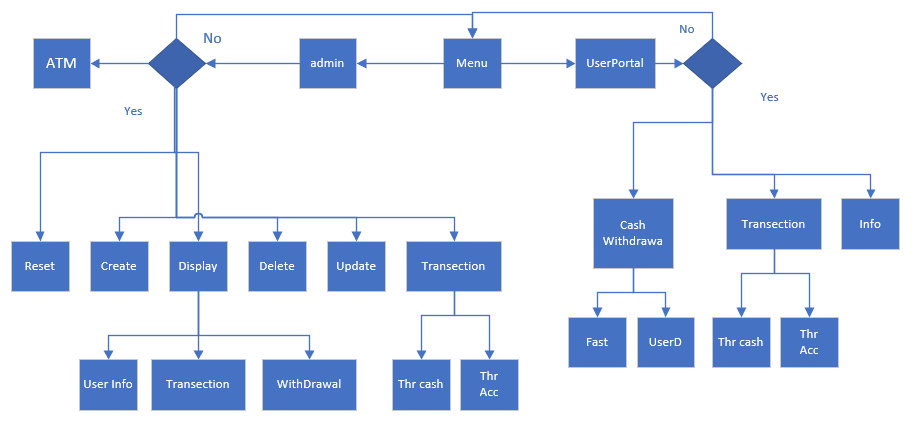 No
No
ATM
admin
Menu
UserPortal
Yes
Yes
Cash
Withdrawa
Transection
Info
Reset
Create
Display
Delete
Update
Transection
Fast
UserD
Thr cash
Thr
Acc
User Info
Transection
WithDrawal
Thr cash
Thr
Acc